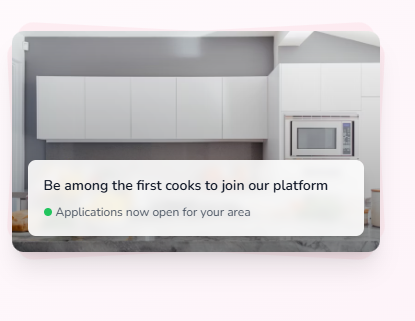 Be among the first cooks to join our platform
Applications now open for your area